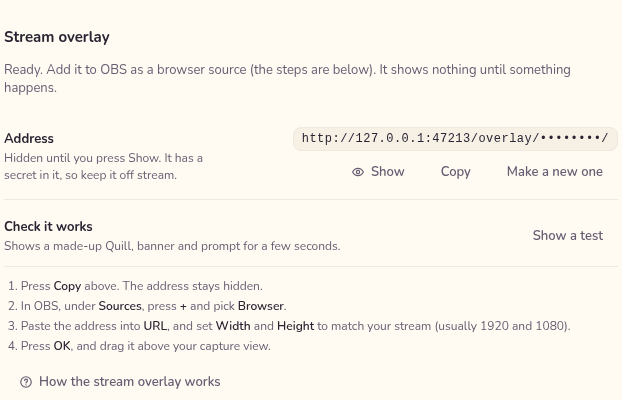 Stream overlay
Ready. Add it to OBS as a browser source (the steps are below). It shows nothing until something
happens.
Address
http://127.0.0.1:47213/overlay/••••••••/
Hidden until you press Show. It has a
secret in it, so keep it off stream.
Show
Copy
Make a new one
Check it works
Shows a made-up Quill, banner and prompt for a few seconds.
Show a test
1. Press Copy above. The address stays hidden.
2. In OBS, under Sources, press + and pick Browser.
3. Paste the address into URL, and set Width and Height to match your stream (usually 1920 and 1080).
4. Press OK, and drag it above your capture view.
How the stream overlay works